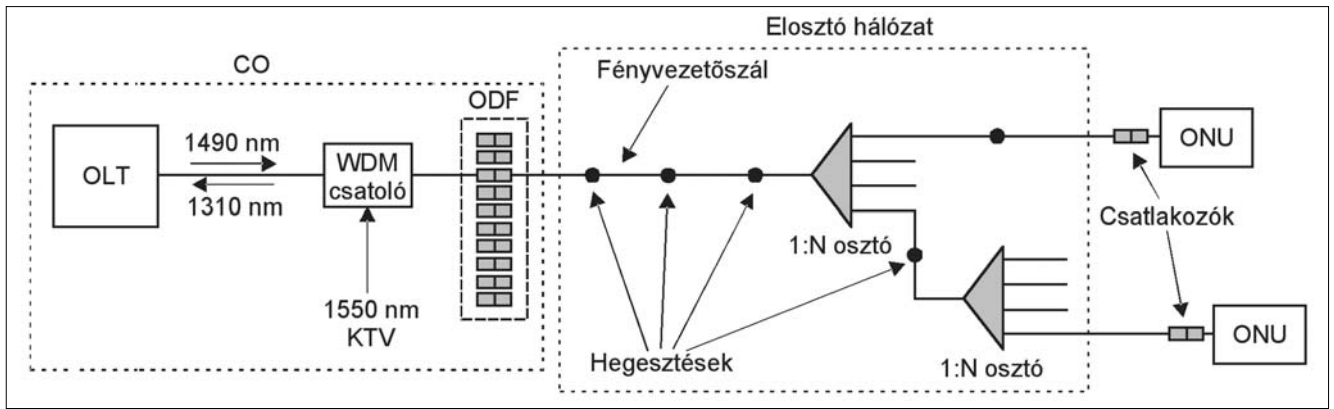 Elosztó hálózat
CO
Fényvezetõszál
ODF
1490 nm
OLT
WDM
csatoló
ONU
1310 nm
Csatlakozók
1:N osztó
1550 nm
KTV
ONU
Hegesztések
1:N osztó